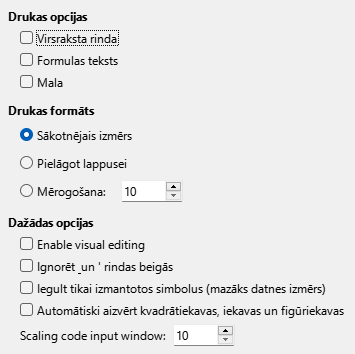 Drukas opcijas
Virsraksta rinda
Formulas teksts
Mala
Drukas formāts
Sākotnējais izmērs
Pielāgot lappusei
Mērogošana: 10
Dažādas opcijas
Enable visual editing
Ignorēt _un ' rindas beigās
Iegult tikai izmantotos simbolus (mazāks datnes izmērs)
Automātiski aizvērt kvadrātiekavas, iekavas un figūriekavas
Scaling code input window: 10